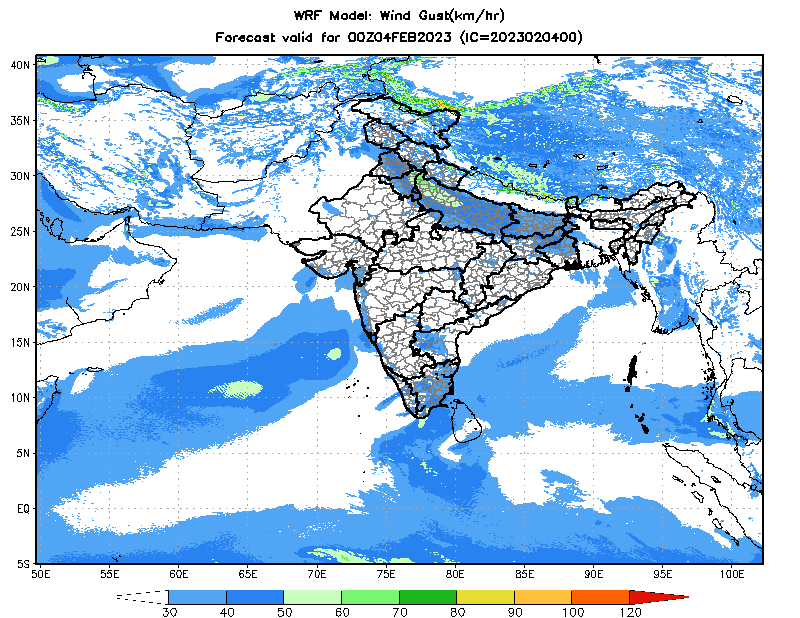 WRF Model: Wind Gust(km/hr)
Forecast valid for 00Z04FEB2023 (IC=2023020400)
40N
35N
30N
25N
20N
15N
10N
5N
EQ
5S
50E 55E 60E 65E 70E 75E 80E 85E 90E 95E 100E
30 40 50 60 70 80 90 100 120